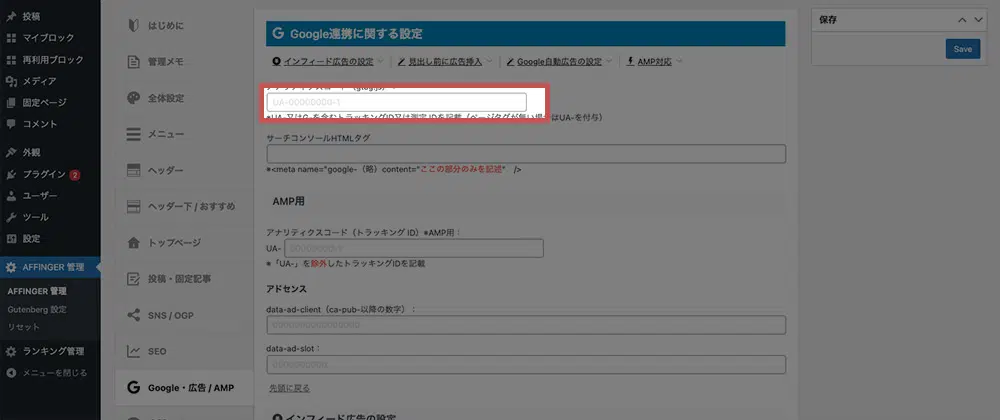 投稿
マイブロック
再利用ブロック
メディア
固定ページ
コメント
外観
プラグイン 2
ユーザー
ツール
設定
AFFINGER 管理
AFFINGER 管理
Gutenberg 設定
リセット
ランキング管理
メニューを閉じる
はじめに
管理メモ
全体設定
メニュー
ヘッダー
ヘッダー下 / おすすめ
トップページ
投稿・固定記事
SNS / OGP
SEO
Google・広告 / AMP
Google連携に関する設定
インフィード広告の設定
見出し前に広告挿入
Google自動広告の設定
AMP対応
UA-00000000-1
※UA-又はG-を含むトラッキングID又は測定 IDを記載（ページタグが無い場合はUA-を付与）
サーチコンソールHTMLタグ
※<meta name="google-（略）content="ここの部分のみを記述" />
AMP用
アナリティクスコード（トラッキング ID）※AMP用：
UA- 00000000-1
※「UA-」を除外したトラッキングIDを記載
アドセンス
data-ad-client（ca-pub-以降の数字）：
data-ad-slot：
先頭に戻る
インフィード広告の設定
保存
Save